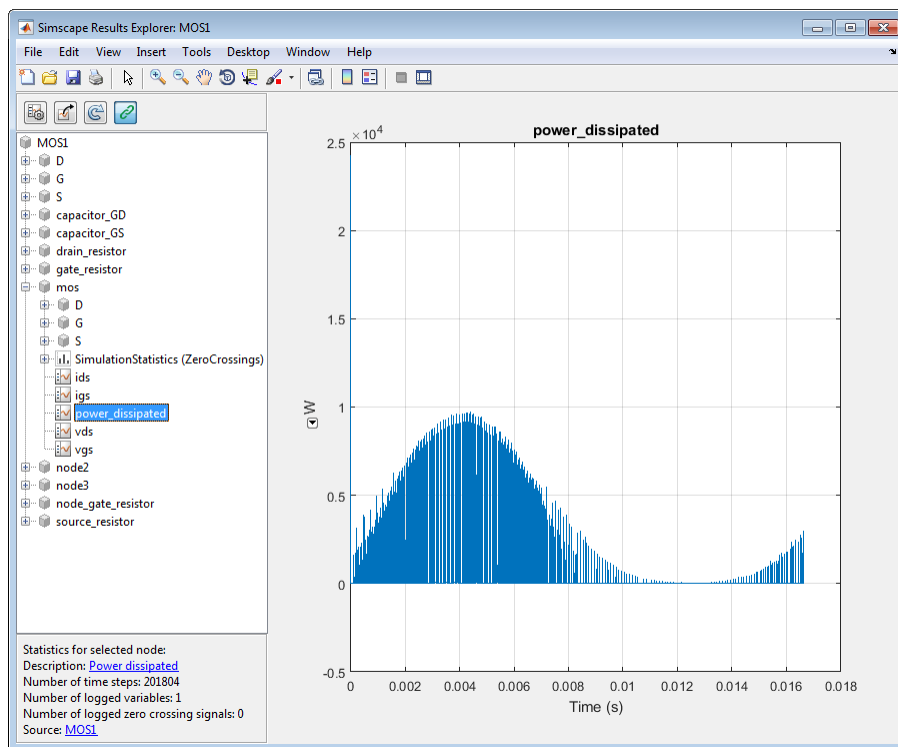 Simscape Results Explorer: MOS1
File Edit View Insert Tools Desktop Window Help
MOS1
D
G
S
capacitor_GD
capacitor_GS
drain_resistor
gate_resistor
mos
D
G
S
SimulationStatistics (ZeroCrossings)
ids
igs
power_dissipated
vds
vgs
node2
node3
node_gate_resistor
source_resistor
Statistics for selected node:
Description: Power dissipated
Number of time steps: 201804
Number of logged variables: 1
Number of logged zero crossing signals: 0
Source: MOS1
power_dissipated
×10⁴
2.5
2
1.5
1
0.5
0
-0.5
W
0 0.002 0.004 0.006 0.008 0.01 0.012 0.014 0.016 0.018
Time (s)